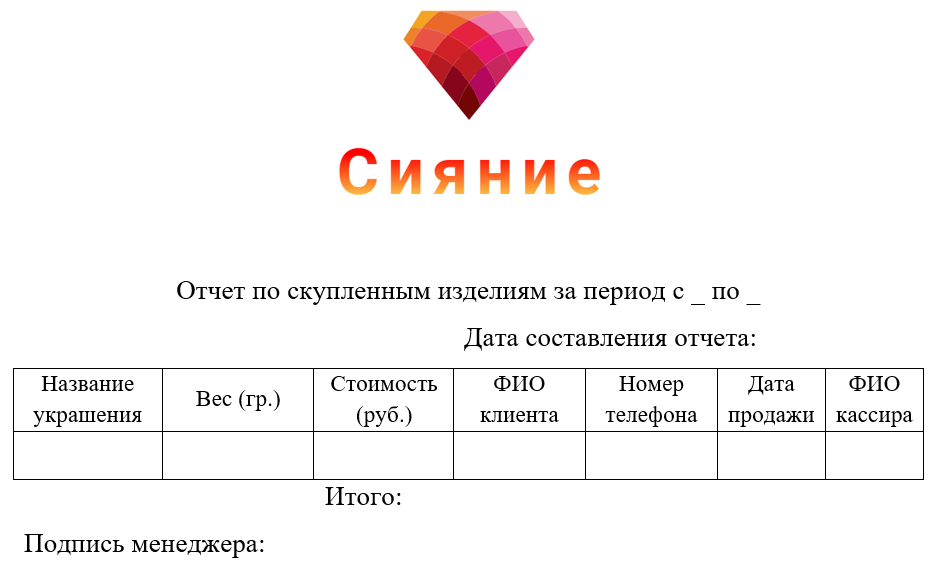 Сияние
Отчет по скупленным изделиям за период с _ по _
Дата составления отчета:
Название украшения
Вес (гр.)
Стоимость (руб.)
ФИО клиента
Номер телефона
Дата продажи
ФИО кассира
Итого:
Подпись менеджера: